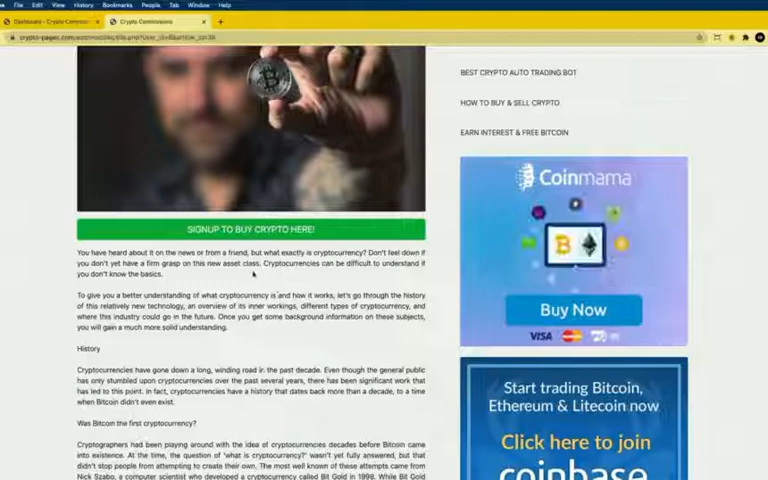 File Edit View History Bookmarks People Tab Window Help
Crypto Commissions
SIGNUP TO BUY CRYPTO HERE!
You have heard about it on the news or from a friend, but what exactly is cryptocurrency? Don't feel down if
you don't yet have a firm grasp on this new asset class. Cryptocurrencies can be difficult to understand if
you don't know the basics.
To give you a better understanding of what cryptocurrency is and how it works, let's go through the history
of this relatively new technology, an overview of its inner workings, different types of cryptocurrency, and
where this industry could go in the future. Once you get some background information on these subjects,
you will gain a much more solid understanding.
History
Cryptocurrencies have gone down a long, winding road in the past decade. Even though the general public
has only stumbled upon cryptocurrencies over the past several years, there has been significant work that
has led to this point. In fact, cryptocurrencies have a history that dates back more than a decade, to a time
when Bitcoin didn't even exist.
Was Bitcoin the first cryptocurrency?
Cryptographers had been playing around with the idea of cryptocurrencies decades before Bitcoin came
into existence. At the time, the question of 'what is cryptocurrency?' wasn't yet fully answered, but that
didn't stop people from attempting to create their own. The most well known of these attempts came from
Nick Szabo, a computer scientist who developed a cryptocurrency called Bit Gold in 1998. While Bit Gold
BEST CRYPTO AUTO TRADING BOT
HOW TO BUY & SELL CRYPTO
EARN INTEREST & FREE BITCOIN
Coinmama
Buy Now
VISA
Start trading Bitcoin,
Ethereum & Litecoin now
Click here to join
coinbase